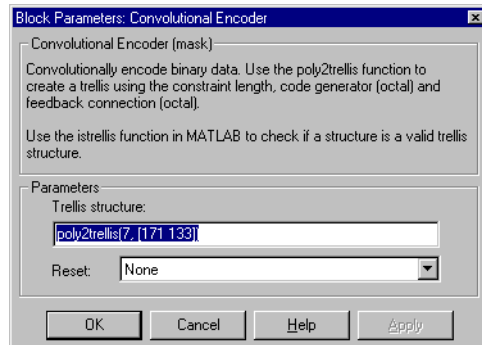 Block Parameters: Convolutional Encoder
Convolutional Encoder (mask)
Convolutionally encode binary data. Use the poly2trellis function to
create a trellis using the constraint length, code generator (octal) and
feedback connection (octal).
Use the istrellis function in MATLAB to check if a structure is a valid trellis
structure.
Parameters
Trellis structure:
poly2trellis(7, [171 133])
Reset: None
OK Cancel Help Apply